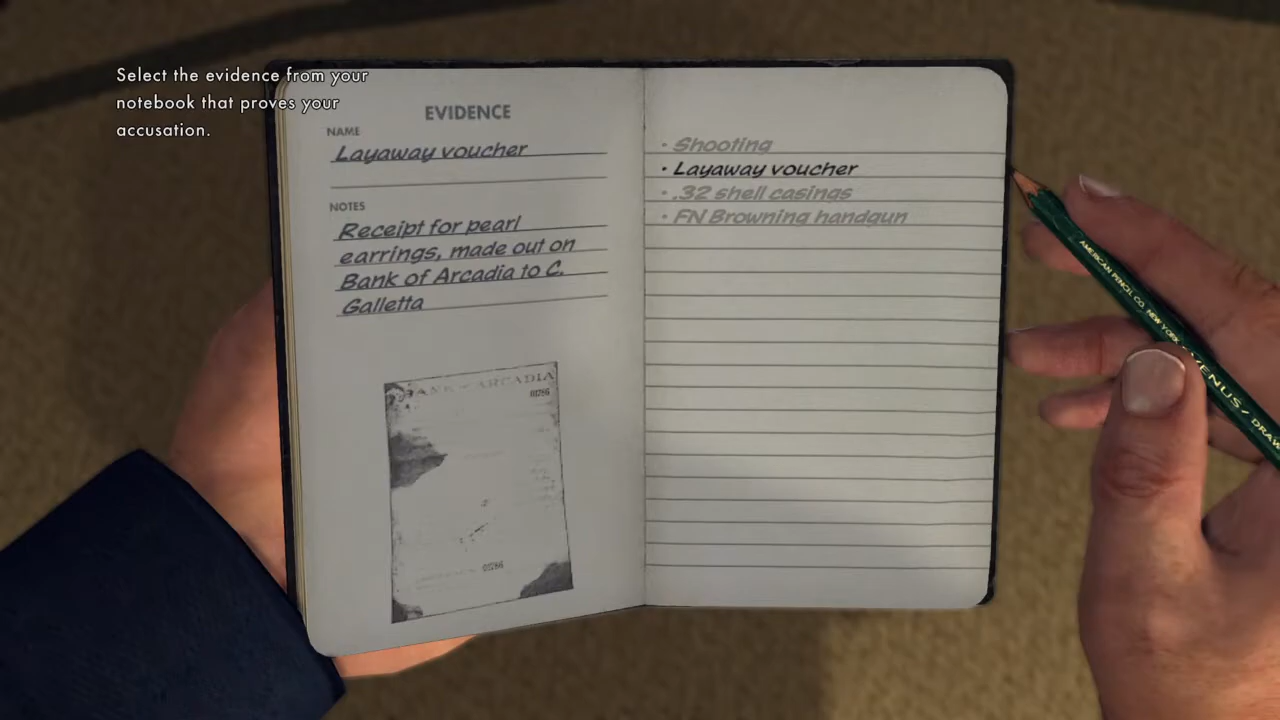 Select the evidence from your
notebook that proves your
accusation.
EVIDENCE
NAME
Layaway voucher
NOTES
Receipt for pearl
earrings, made out on
Bank of Arcadia to C.
Galletta
BANK OF ARCADIA
01786
01786
• Shooting
• Layaway voucher
• .32 shell casings
• FN Browning handgun
AMERICAN PENCIL CO. NEW YORK VENUS/ DRAW